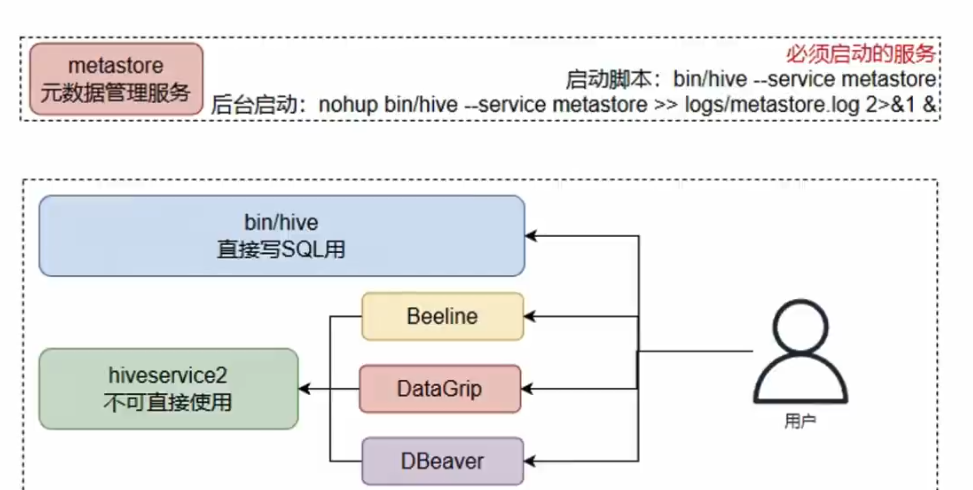 必须启动的服务
metastore
元数据管理服务
启动脚本：bin/hive --service metastore
后台启动：nohup bin/hive --service metastore >> logs/metastore.log 2>&1 &
bin/hive
直接写SQL用
Beeline
hiveservice2
不可直接使用
DataGrip
DBeaver
用户